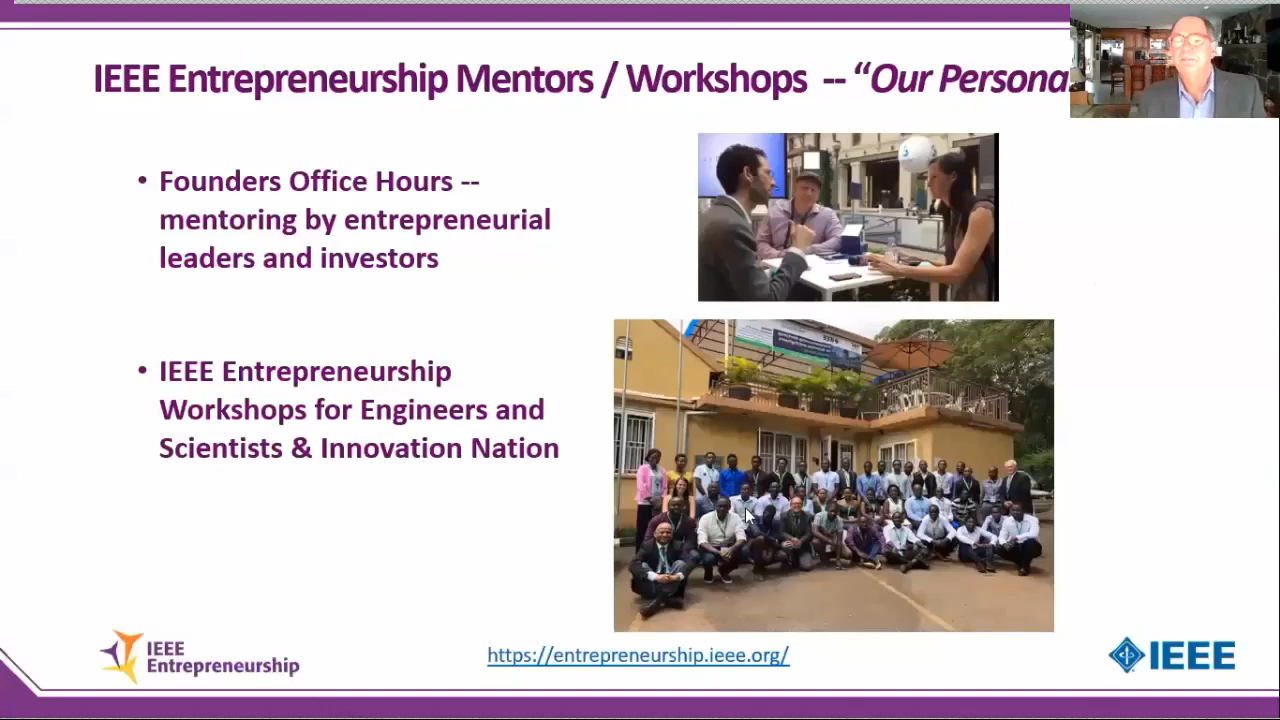 IEEE Entrepreneurship Mentors / Workshops -- “Our Persona
• Founders Office Hours --
mentoring by entrepreneurial
leaders and investors
• IEEE Entrepreneurship
Workshops for Engineers and
Scientists & Innovation Nation
IEEE
Entrepreneurship
https://entrepreneurship.ieee.org/
IEEE